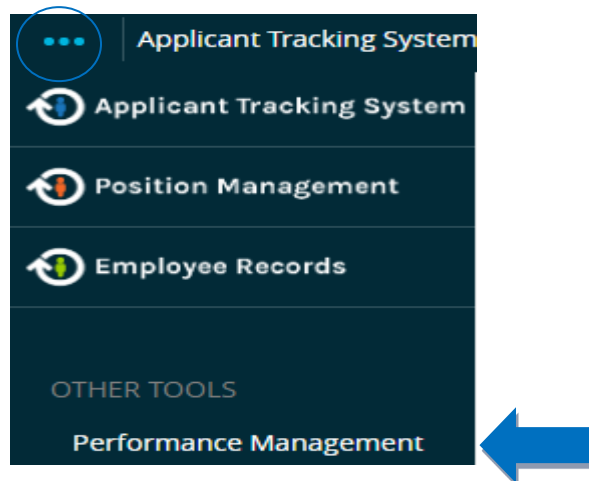 Applicant Tracking System
Applicant Tracking System
Position Management
Employee Records
OTHER TOOLS
Performance Management